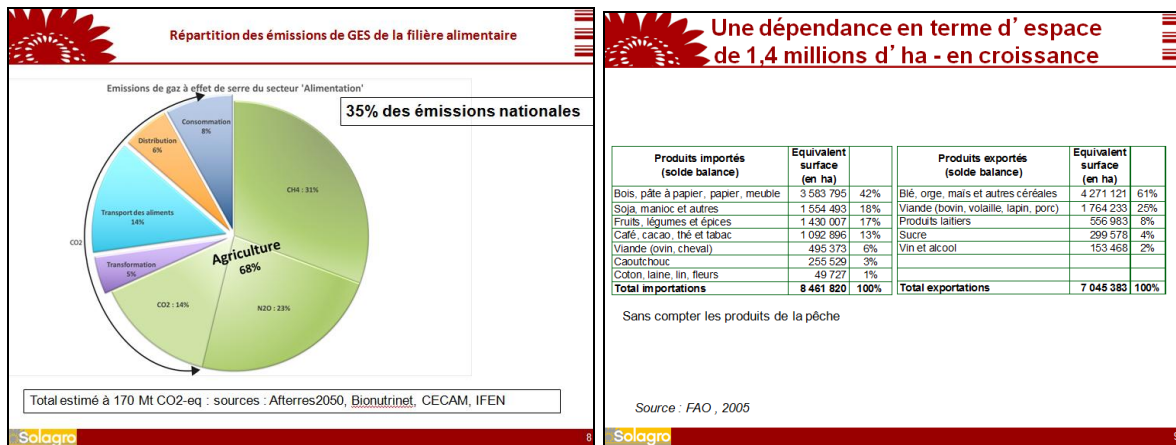 Répartition des émissions de GES de la filière alimentaire
Emissions de gaz à effet de serre du secteur 'Alimentation'
35% des émissions nationales
Consommation
8%
Distribution
6%
Transport des aliments
14%
CO2
Transformation
5%
CH4 : 31%
Agriculture
68%
CO2 : 14%
N2O : 23%
Total estimé à 170 Mt CO2-eq : sources : Afterres2050, Bionutrinet, CECAM, IFEN
Solagro
8
Une dépendance en terme d' espace
de 1,4 millions d' ha - en croissance
Produits importés
(solde balance)
Equivalent
surface
(en ha)
Bois, pâte à papier, papier, meuble 3 583 795 42%
Soja, manioc et autres 1 554 493 18%
Fruits, légumes et épices 1 430 007 17%
Café, cacao, thé et tabac 1 092 896 13%
Viande (ovin, cheval) 495 373 6%
Caoutchouc 255 529 3%
Coton, laine, lin, fleurs 49 727 1%
Total importations 8 461 820 100%
Produits exportés
(solde balance)
Equivalent
surface
(en ha)
Blé, orge, maïs et autres céréales 4 271 121 61%
Viande (bovin, volaille, lapin, porc) 1 764 233 25%
Produits laitiers 556 983 8%
Sucre 299 578 4%
Vin et alcool 153 468 2%
Total exportations 7 045 383 100%
Sans compter les produits de la pêche
Source : FAO , 2005
Solagro